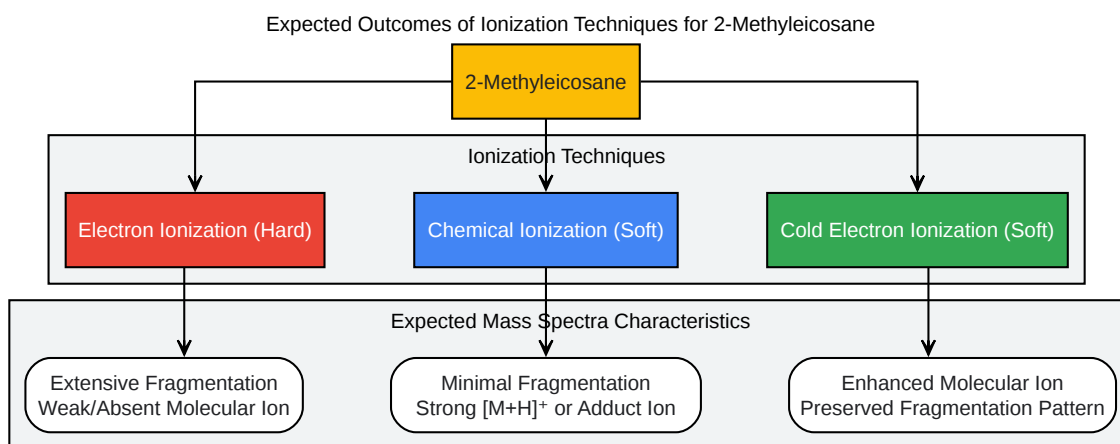 Expected Outcomes of Ionization Techniques for 2-Methyleicosane
2-Methyleicosane
Ionization Techniques
Electron Ionization (Hard)
Chemical Ionization (Soft)
Cold Electron Ionization (Soft)
Expected Mass Spectra Characteristics
Extensive Fragmentation
Weak/Absent Molecular Ion
Minimal Fragmentation
Strong [M+H]⁺ or Adduct Ion
Enhanced Molecular Ion
Preserved Fragmentation Pattern